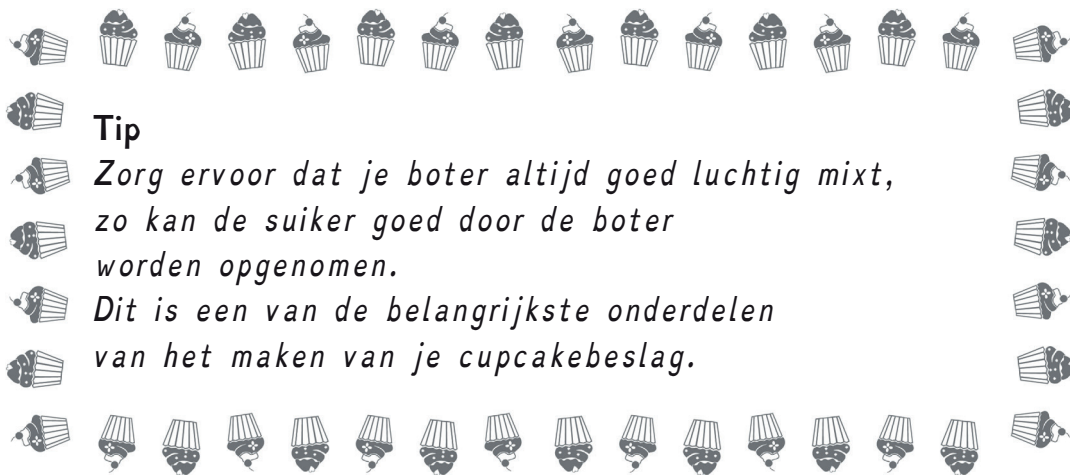 Tip
Zorg ervoor dat je boter altijd goed luchtig mixt,
zo kan de suiker goed door de boter
worden opgenomen.
Dit is een van de belangrijkste onderdelen
van het maken van je cupcakebeslag.